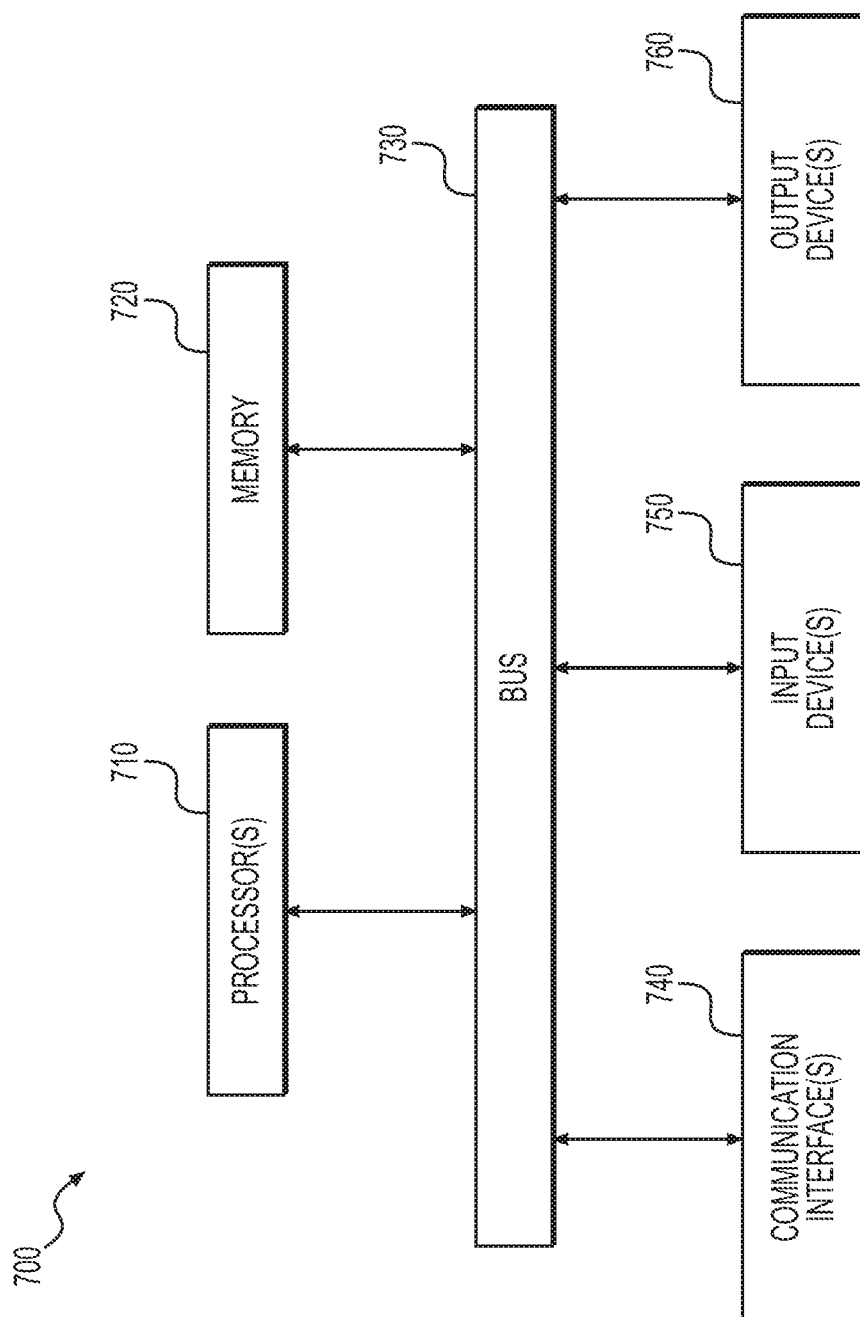 700
710
PROCESSOR(S)
720
MEMORY
730
BUS
740
COMMUNICATION
INTERFACE(S)
750
INPUT
DEVICE(S)
760
OUTPUT
DEVICE(S)